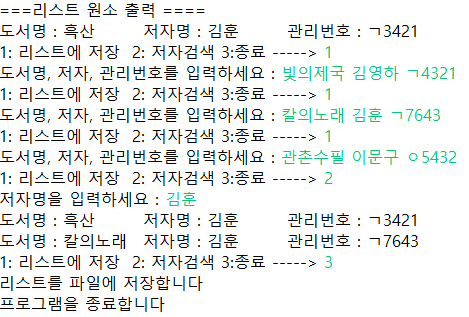 ===리스트 원소 출력 ====
도서명 : 흑산 저자명 : 김훈 관리번호 : ㄱ3421
1: 리스트에 저장 2: 저자검색 3:종료 -----> 1
도서명, 저자, 관리번호를 입력하세요 : 빛의제국 김영하 ㄱ4321
1: 리스트에 저장 2: 저자검색 3:종료 -----> 1
도서명, 저자, 관리번호를 입력하세요 : 칼의노래 김훈 ㄱ7643
1: 리스트에 저장 2: 저자검색 3:종료 -----> 1
도서명, 저자, 관리번호를 입력하세요 : 관존수필 이문구 ㅇ5432
1: 리스트에 저장 2: 저자검색 3:종료 -----> 2
저자명을 입력하세요 : 김훈
도서명 : 흑산 저자명 : 김훈 관리번호 : ㄱ3421
도서명 : 칼의노래 저자명 : 김훈 관리번호 : ㄱ7643
1: 리스트에 저장 2: 저자검색 3:종료 -----> 3
리스트를 파일에 저장합니다
프로그램을 종료합니다